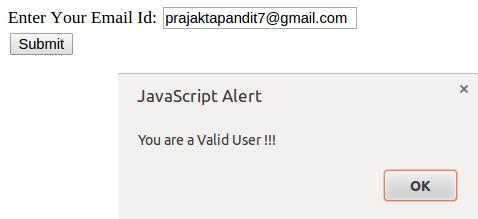 Enter Your Email Id: prajaktapandit7@gmail.com
Submit
JavaScript Alert ×
You are a Valid User !!!
OK